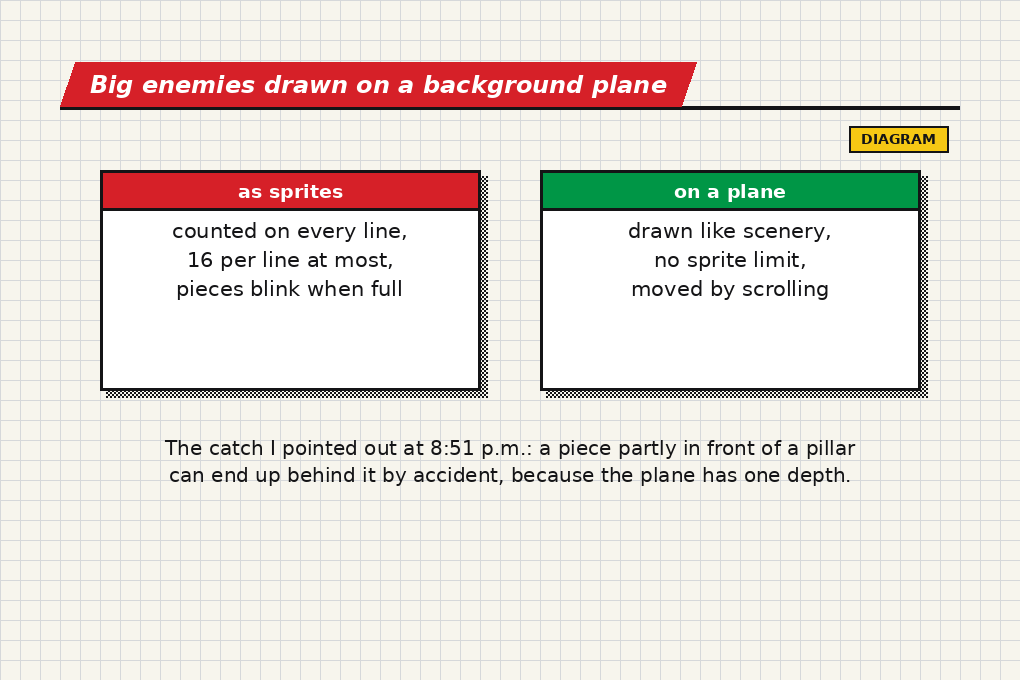 Big enemies drawn on a background plane
DIAGRAM
as sprites
counted on every line,
16 per line at most,
pieces blink when full
on a plane
drawn like scenery,
no sprite limit,
moved by scrolling
The catch I pointed out at 8:51 p.m.: a piece partly in front of a pillar
can end up behind it by accident, because the plane has one depth.